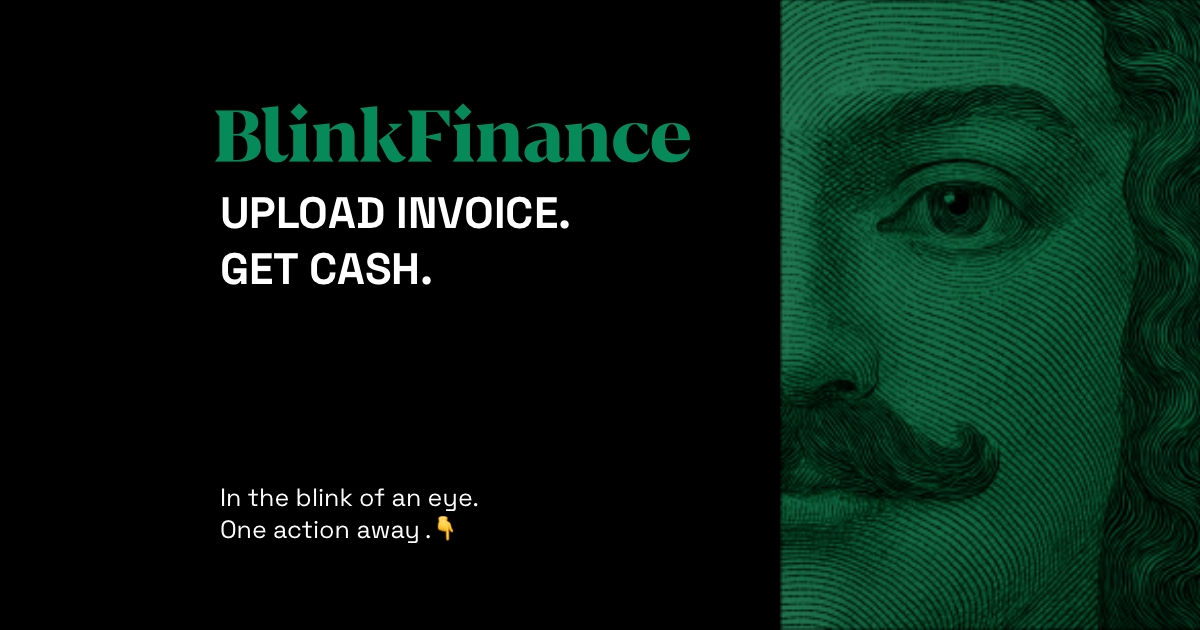 BlinkFinance
UPLOAD INVOICE.
GET CASH.
In the blink of an eye.
One action away .👇